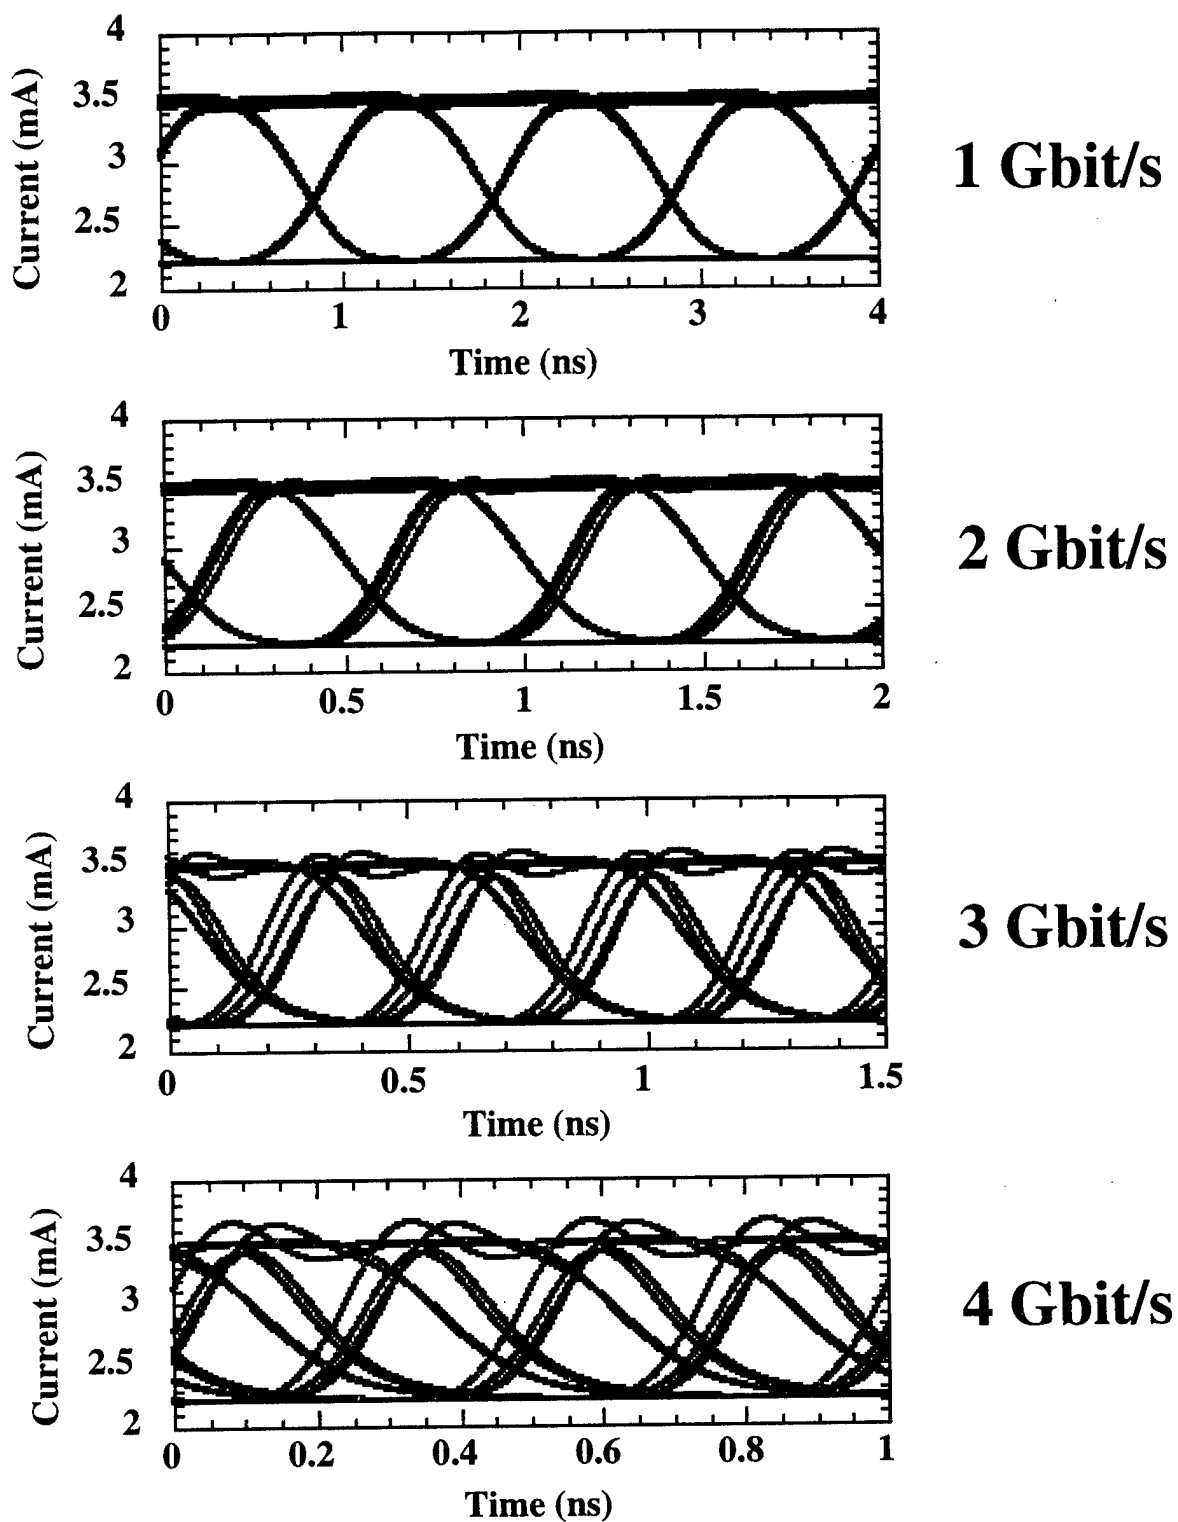 4
3.5
3
2.5
2
Current (mA)
0 1 2 3 4
Time (ns)
1 Gbit/s
4
3.5
3
2.5
2
Current (mA)
0 0.5 1 1.5 2
Time (ns)
2 Gbit/s
4
3.5
3
2.5
2
Current (mA)
0 0.5 1 1.5
Time (ns)
3 Gbit/s
4
3.5
3
2.5
2
Current (mA)
0 0.2 0.4 0.6 0.8 1
Time (ns)
4 Gbit/s